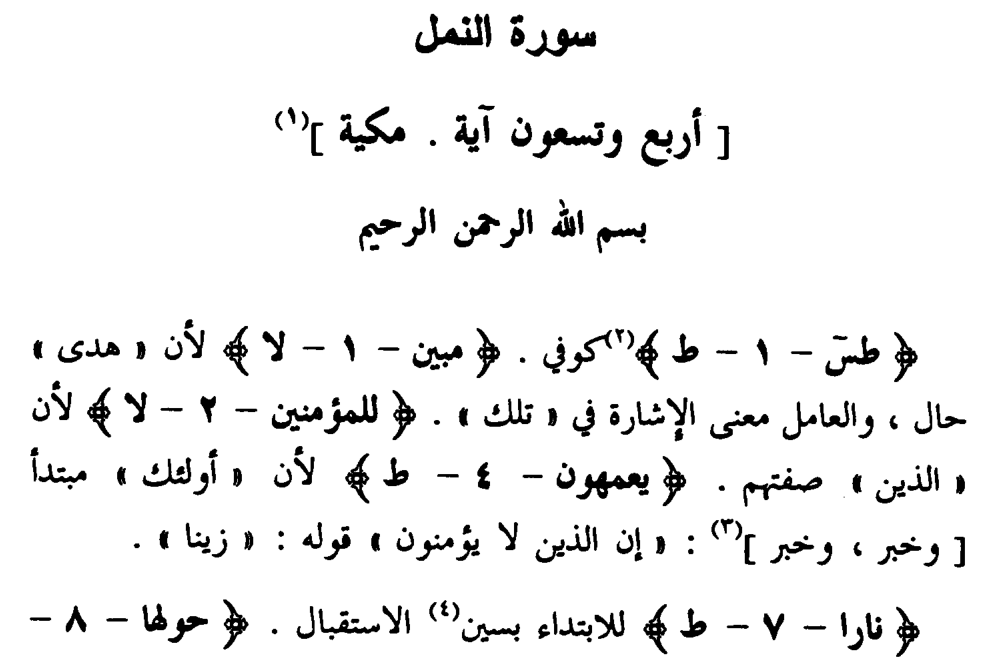 سورة النمل
[ أربع وتسعون آية . مكية ](١)
بسم الله الرحمن الرحيم
﴿ طسٓ – ١ – ط ﴾(٢)كوفي . ﴿ مبين – ١ – لا ﴾ لأن « هدى »
حال ، والعامل معنى الإشارة في « تلك » . ﴿ للمؤمنين – ٢ – لا ﴾ لأن
« الذين » صفتهم . ﴿ يعمهون – ٤ – ط ﴾ لأن « أولئك » مبتدأ
[ وخبر ، وخبر ](٣) : « إن الذين لا يؤمنون » قوله : « زينا » .
﴿ نارا – ٧ – ط ﴾ للابتداء بسين(٤) الاستقبال . ﴿ حولها – ٨ –